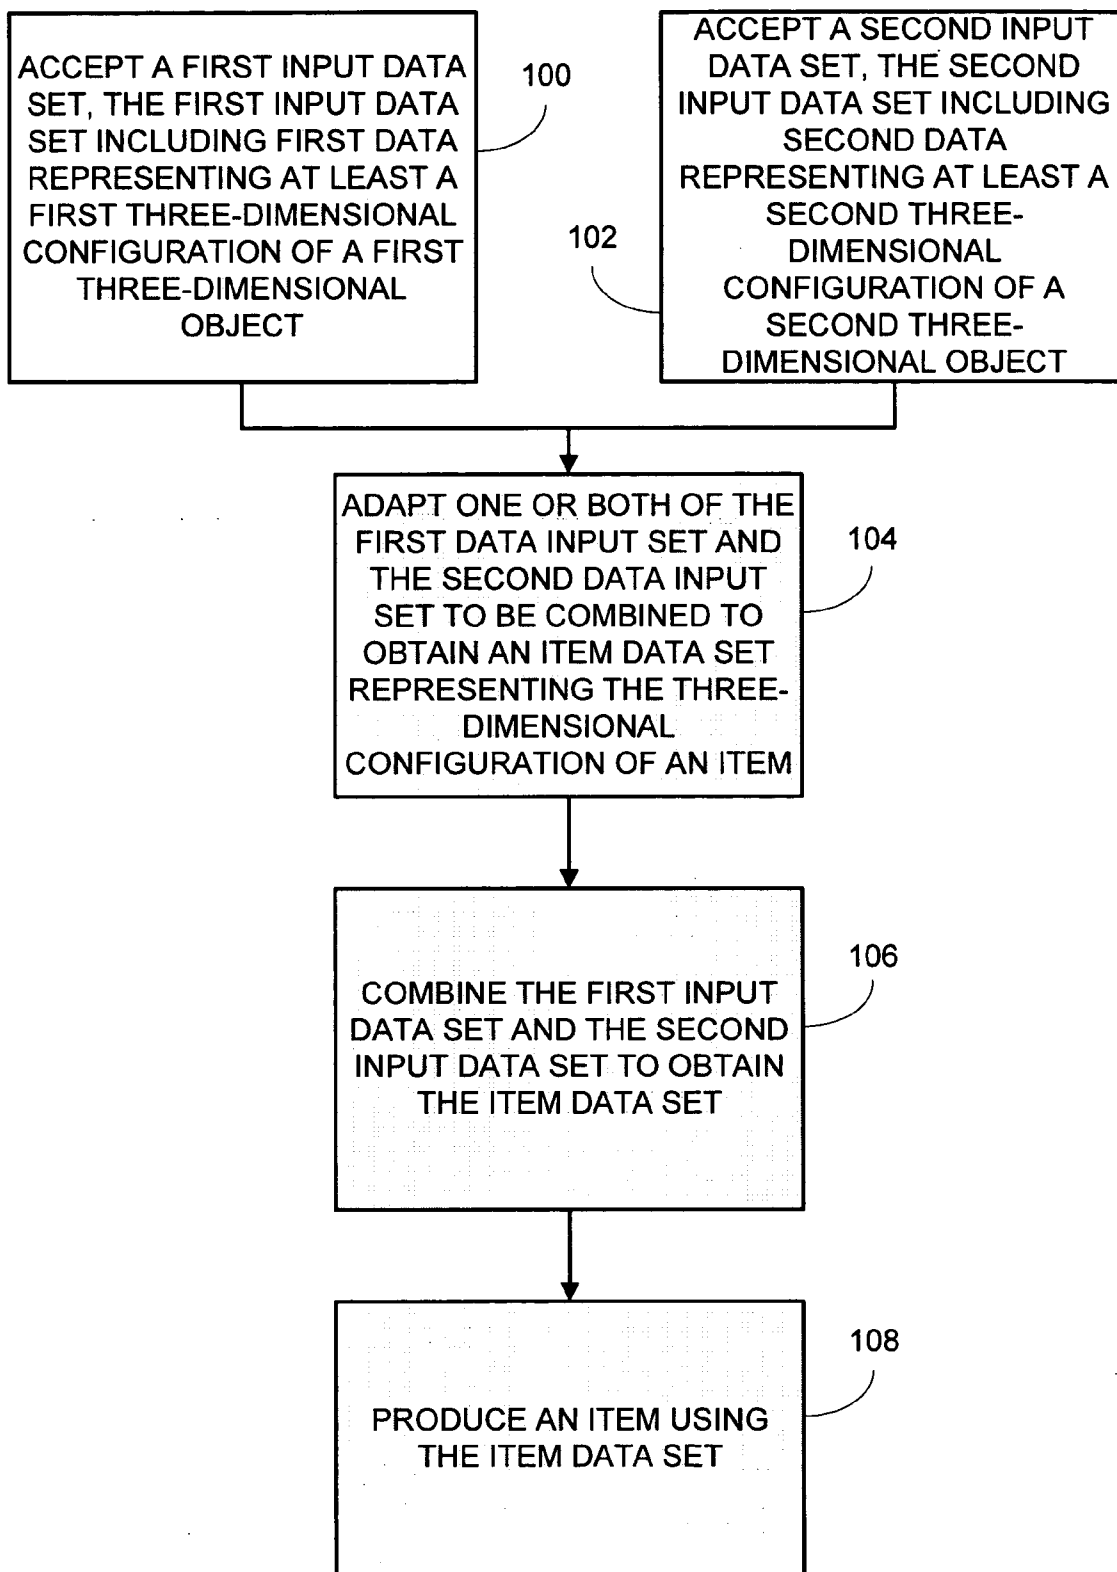 ACCEPT A FIRST INPUT DATA
SET, THE FIRST INPUT DATA
SET INCLUDING FIRST DATA
REPRESENTING AT LEAST A
FIRST THREE-DIMENSIONAL
CONFIGURATION OF A FIRST
THREE-DIMENSIONAL
OBJECT
100
ACCEPT A SECOND INPUT
DATA SET, THE SECOND
INPUT DATA SET INCLUDING
SECOND DATA
REPRESENTING AT LEAST A
SECOND THREE-
DIMENSIONAL
CONFIGURATION OF A
SECOND THREE-
DIMENSIONAL OBJECT
102
ADAPT ONE OR BOTH OF THE
FIRST DATA INPUT SET AND
THE SECOND DATA INPUT
SET TO BE COMBINED TO
OBTAIN AN ITEM DATA SET
REPRESENTING THE THREE-
DIMENSIONAL
CONFIGURATION OF AN ITEM
104
COMBINE THE FIRST INPUT
DATA SET AND THE SECOND
INPUT DATA SET TO OBTAIN
THE ITEM DATA SET
106
PRODUCE AN ITEM USING
THE ITEM DATA SET
108